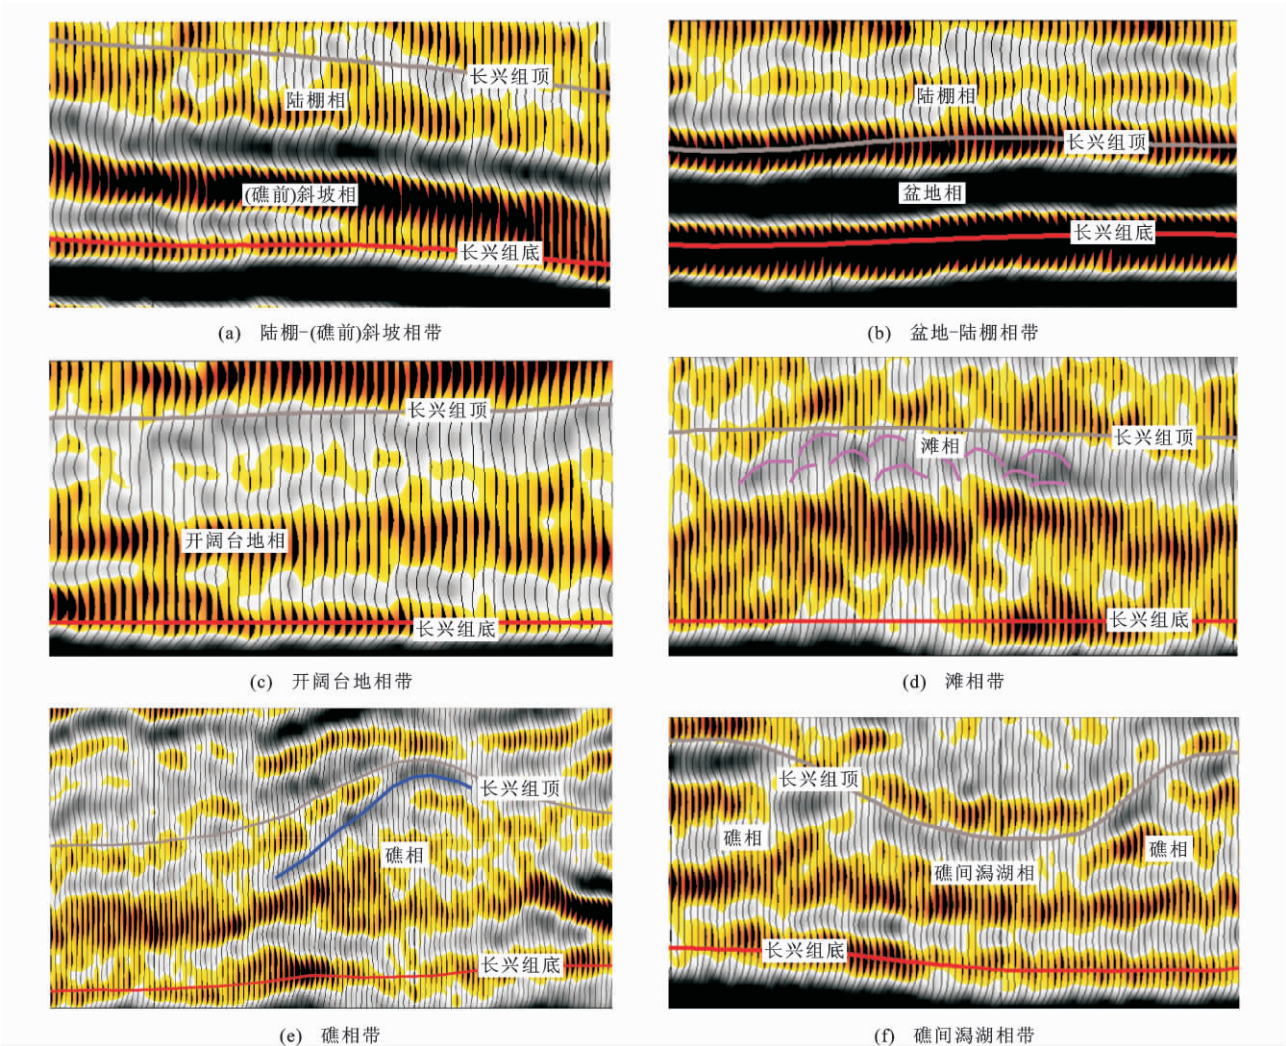 长兴组顶
陆棚相
(礁前)斜坡相
长兴组底
(a) 陆棚-(礁前)斜坡相带
陆棚相
长兴组顶
盆地相
长兴组底
(b) 盆地-陆棚相带
长兴组顶
开阔台地相
长兴组底
(c) 开阔台地相带
滩相
长兴组顶
长兴组底
(d) 滩相带
长兴组顶
礁相
长兴组底
(e) 礁相带
长兴组顶
礁相
礁相
礁间潟湖相
长兴组底
(f) 礁间潟湖相带